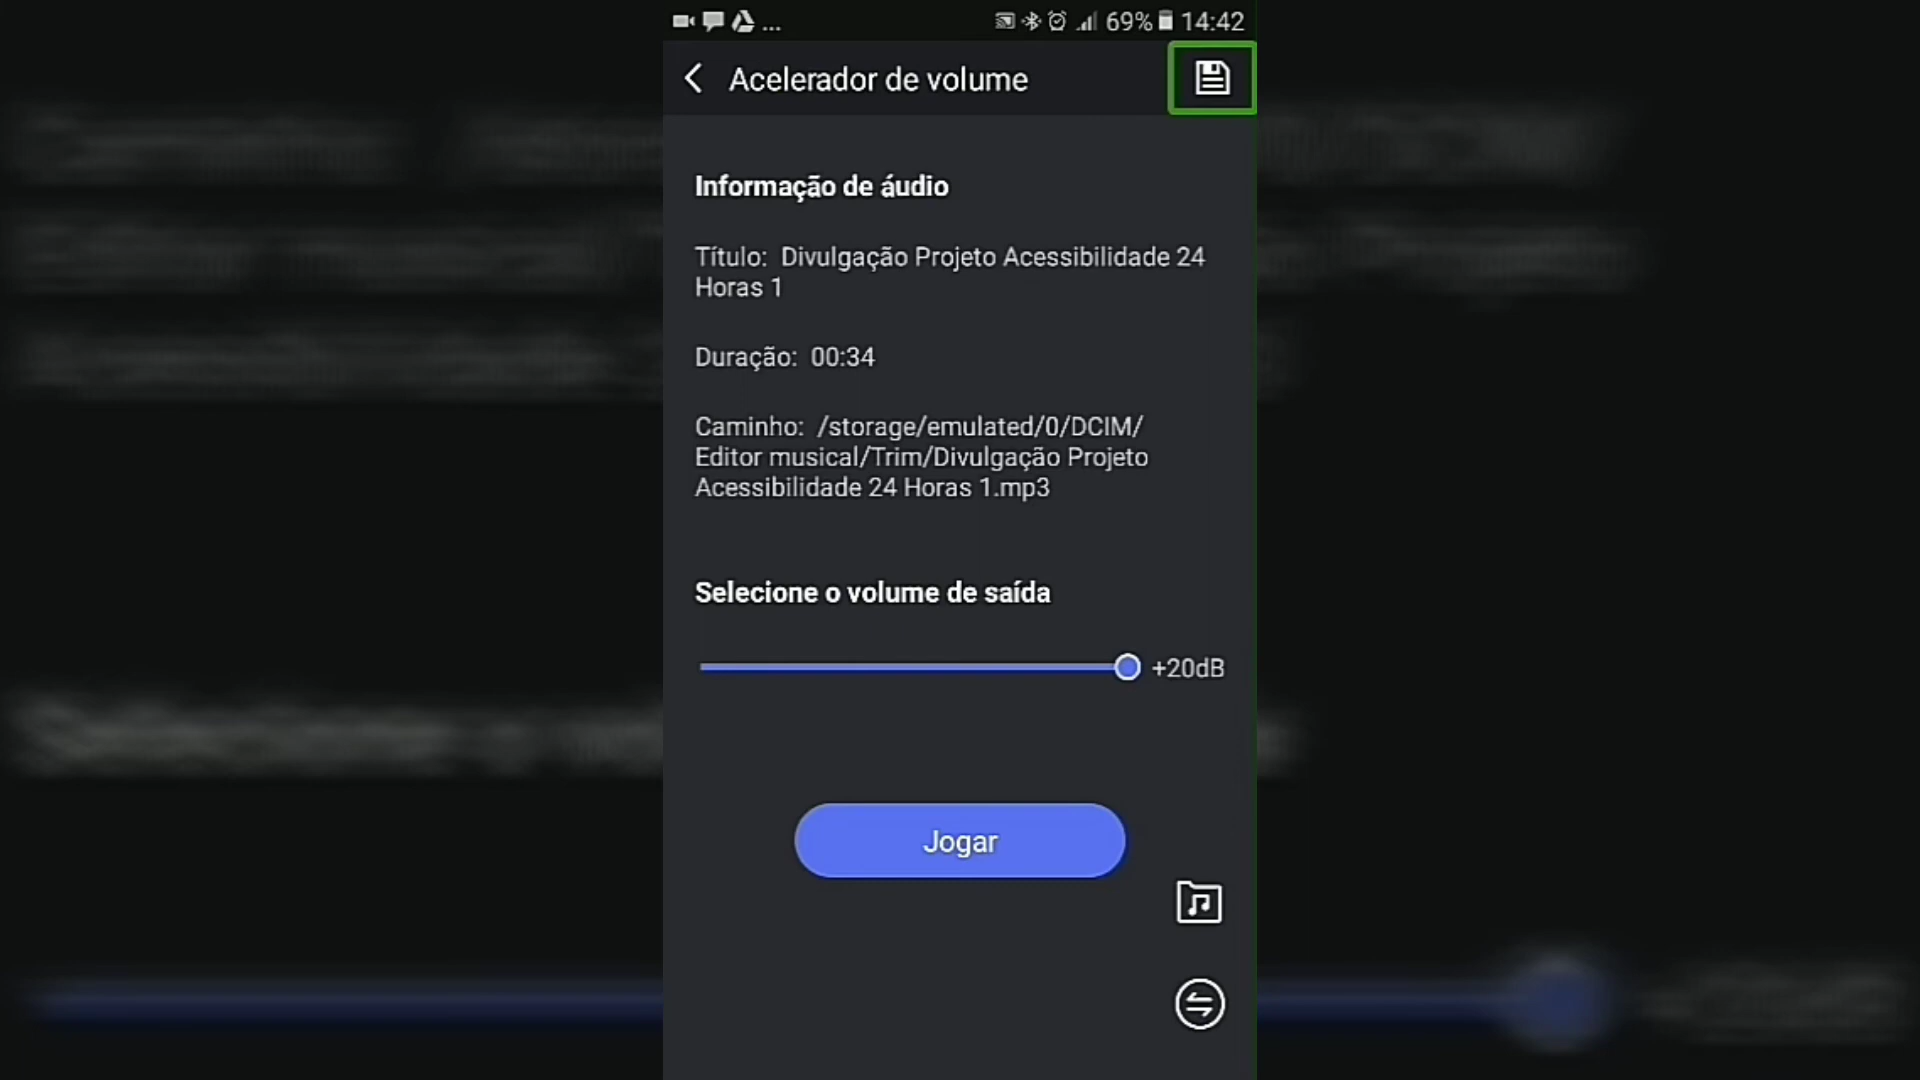 ... 69% 14:42
Acelerador de volume
Informação de áudio
Título: Divulgação Projeto Acessibilidade 24
Horas 1
Duração: 00:34
Caminho: /storage/emulated/0/DCIM/
Editor musical/Trim/Divulgação Projeto
Acessibilidade 24 Horas 1.mp3
Selecione o volume de saída
+20dB
Jogar